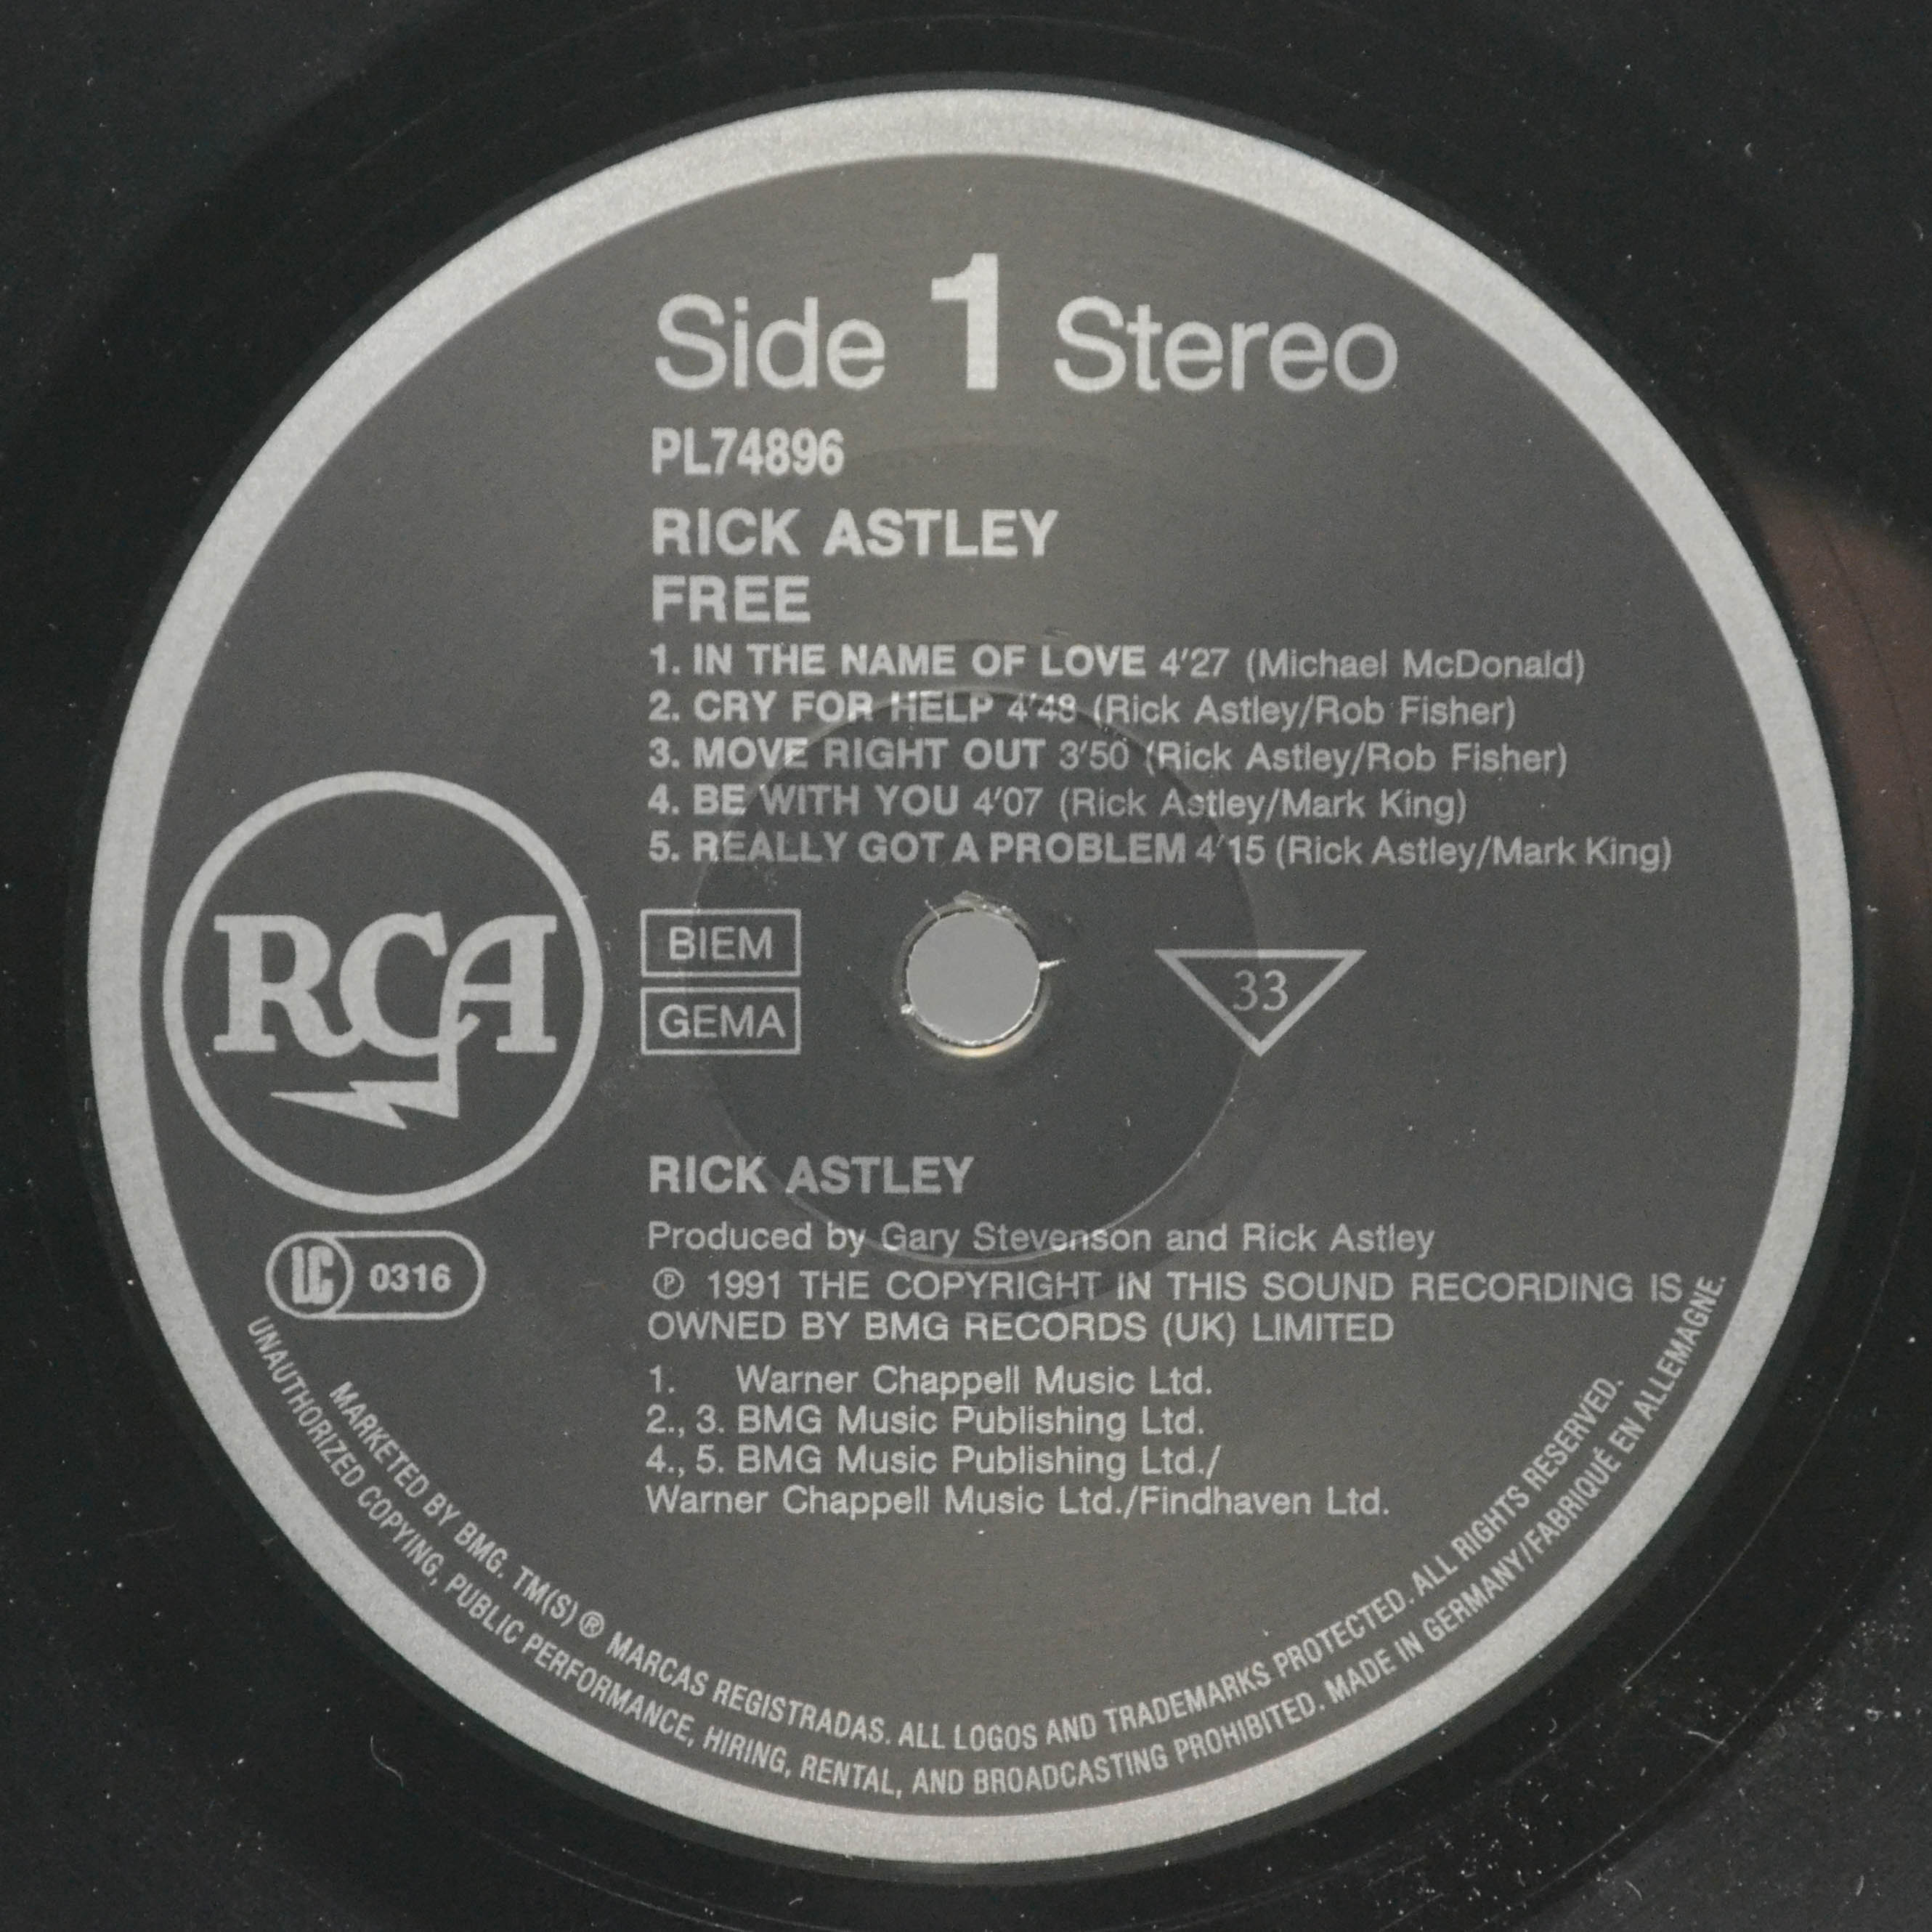 Side 1 Stereo
PL74896
RICK ASTLEY
FREE
1. IN THE NAME OF LOVE 4'27 (Michael McDonald)
2. CRY FOR HELP 4'48 (Rick Astley/Rob Fisher)
3. MOVE RIGHT OUT 3'50 (Rick Astley/Rob Fisher)
4. BE WITH YOU 4'07 (Rick Astley/Mark King)
5. REALLY GOT A PROBLEM 4'15 (Rick Astley/Mark King)
RCA
BIEM
GEMA
33
LC 0316
RICK ASTLEY
Produced by Gary Stevenson and Rick Astley
℗ 1991 THE COPYRIGHT IN THIS SOUND RECORDING IS
OWNED BY BMG RECORDS (UK) LIMITED
1. Warner Chappell Music Ltd.
2., 3. BMG Music Publishing Ltd.
4., 5. BMG Music Publishing Ltd./
Warner Chappell Music Ltd./Findhaven Ltd.
MARKETED BY BMG. TM(S) ® MARCAS REGISTRADAS. ALL LOGOS AND TRADEMARKS PROTECTED. ALL RIGHTS RESERVED.
UNAUTHORIZED COPYING, PUBLIC PERFORMANCE, HIRING, RENTAL, AND BROADCASTING PROHIBITED. MADE IN GERMANY/FABRIQUÉ EN ALLEMAGNE.